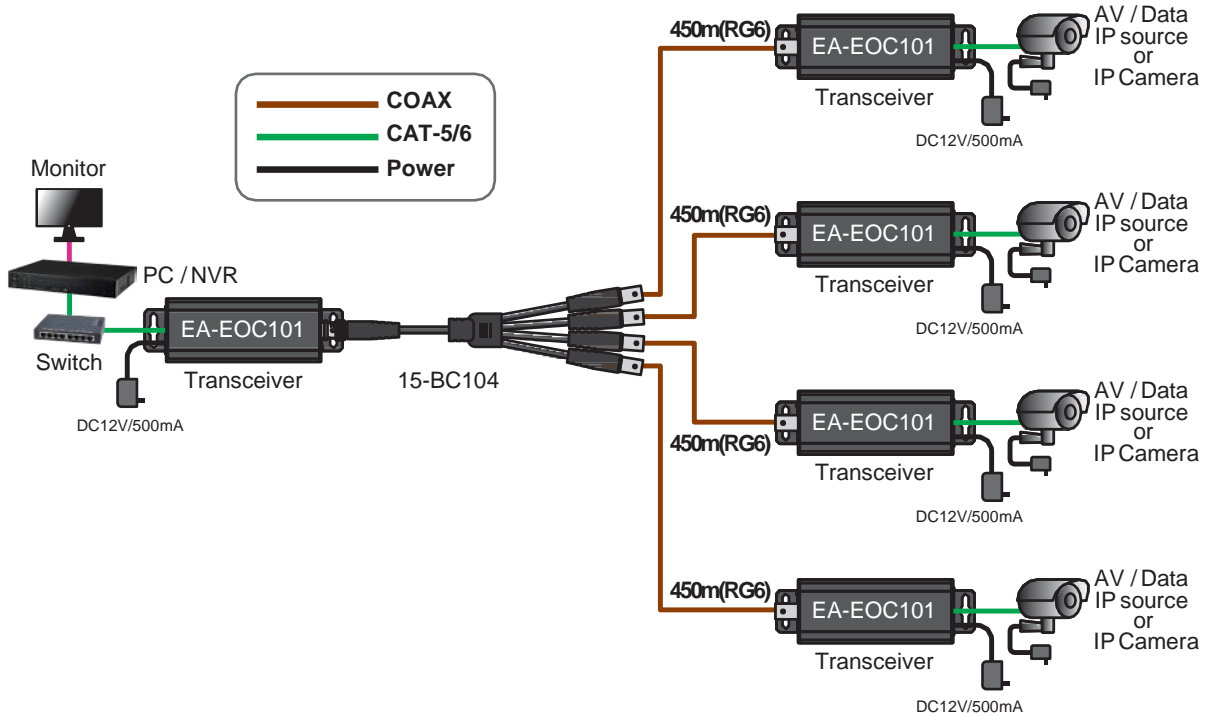 COAX
CAT-5/6
Power
Monitor
PC / NVR
Switch
EA-EOC101
Transceiver
DC12V/500mA
15-BC104
450m(RG6)
EA-EOC101
Transceiver
DC12V/500mA
AV / Data
IP source
or
IP Camera
450m(RG6)
EA-EOC101
Transceiver
DC12V/500mA
AV / Data
IP source
or
IP Camera
450m(RG6)
EA-EOC101
Transceiver
DC12V/500mA
AV / Data
IP source
or
IP Camera
450m(RG6)
EA-EOC101
Transceiver
DC12V/500mA
AV / Data
IP source
or
IP Camera